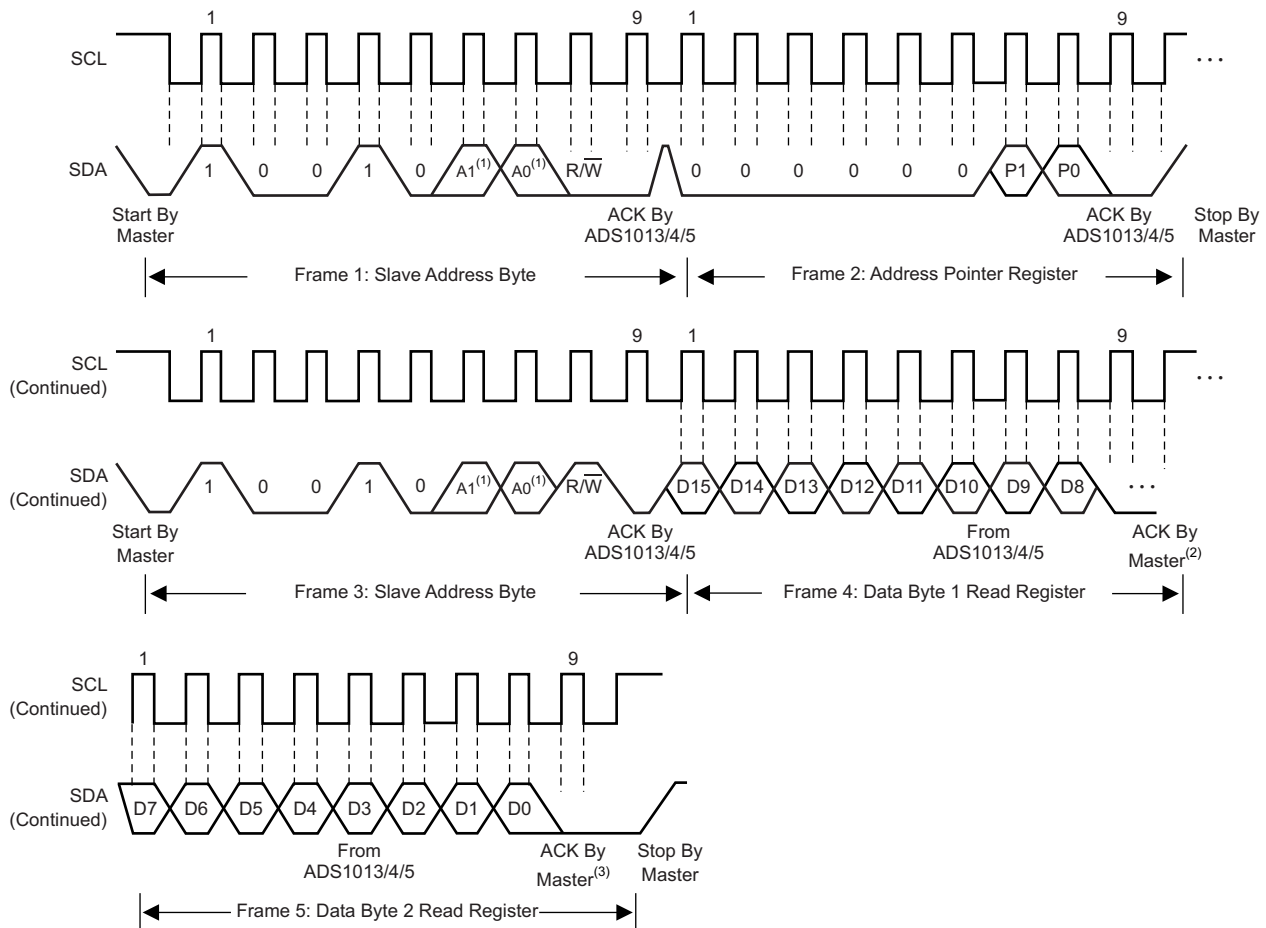 1 9 1 9
SCL ...
SDA 1 0 0 1 0 A1(1) A0(1) R/W̅ 0 0 0 0 0 0 P1 P0
Start By Master ACK By ADS1013/4/5 ACK By ADS1013/4/5 Stop By Master
Frame 1: Slave Address Byte Frame 2: Address Pointer Register
1 9 1 9
SCL (Continued) ...
SDA (Continued) 1 0 0 1 0 A1(1) A0(1) R/W̅ D15 D14 D13 D12 D11 D10 D9 D8 ...
Start By Master ACK By ADS1013/4/5 From ADS1013/4/5 ACK By Master(2)
Frame 3: Slave Address Byte Frame 4: Data Byte 1 Read Register
1 9
SCL (Continued)
SDA (Continued) D7 D6 D5 D4 D3 D2 D1 D0
From ADS1013/4/5 ACK By Master(3) Stop By Master
Frame 5: Data Byte 2 Read Register